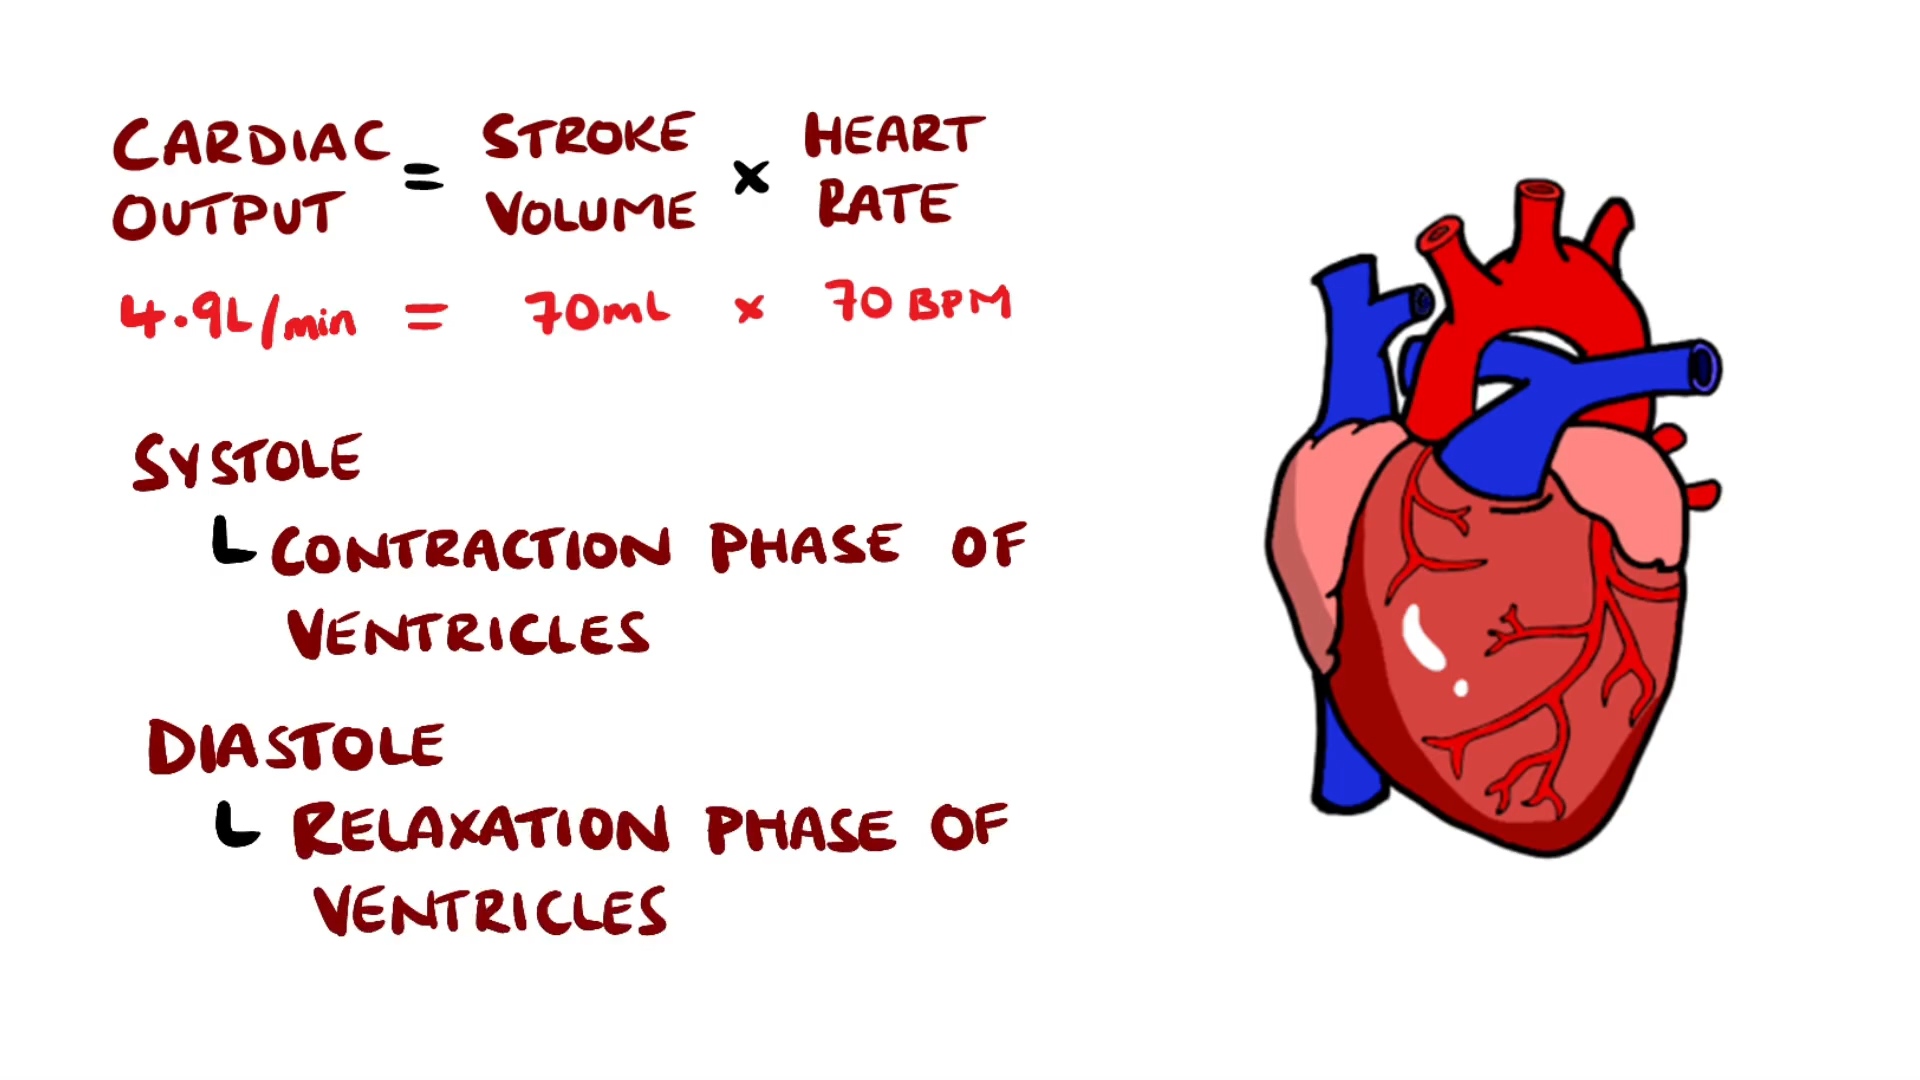 CARDIAC OUTPUT = STROKE VOLUME × HEART RATE
4.9L/min = 70mL × 70 BPM
SYSTOLE
CONTRACTION PHASE OF
VENTRICLES
DIASTOLE
RELAXATION PHASE OF
VENTRICLES